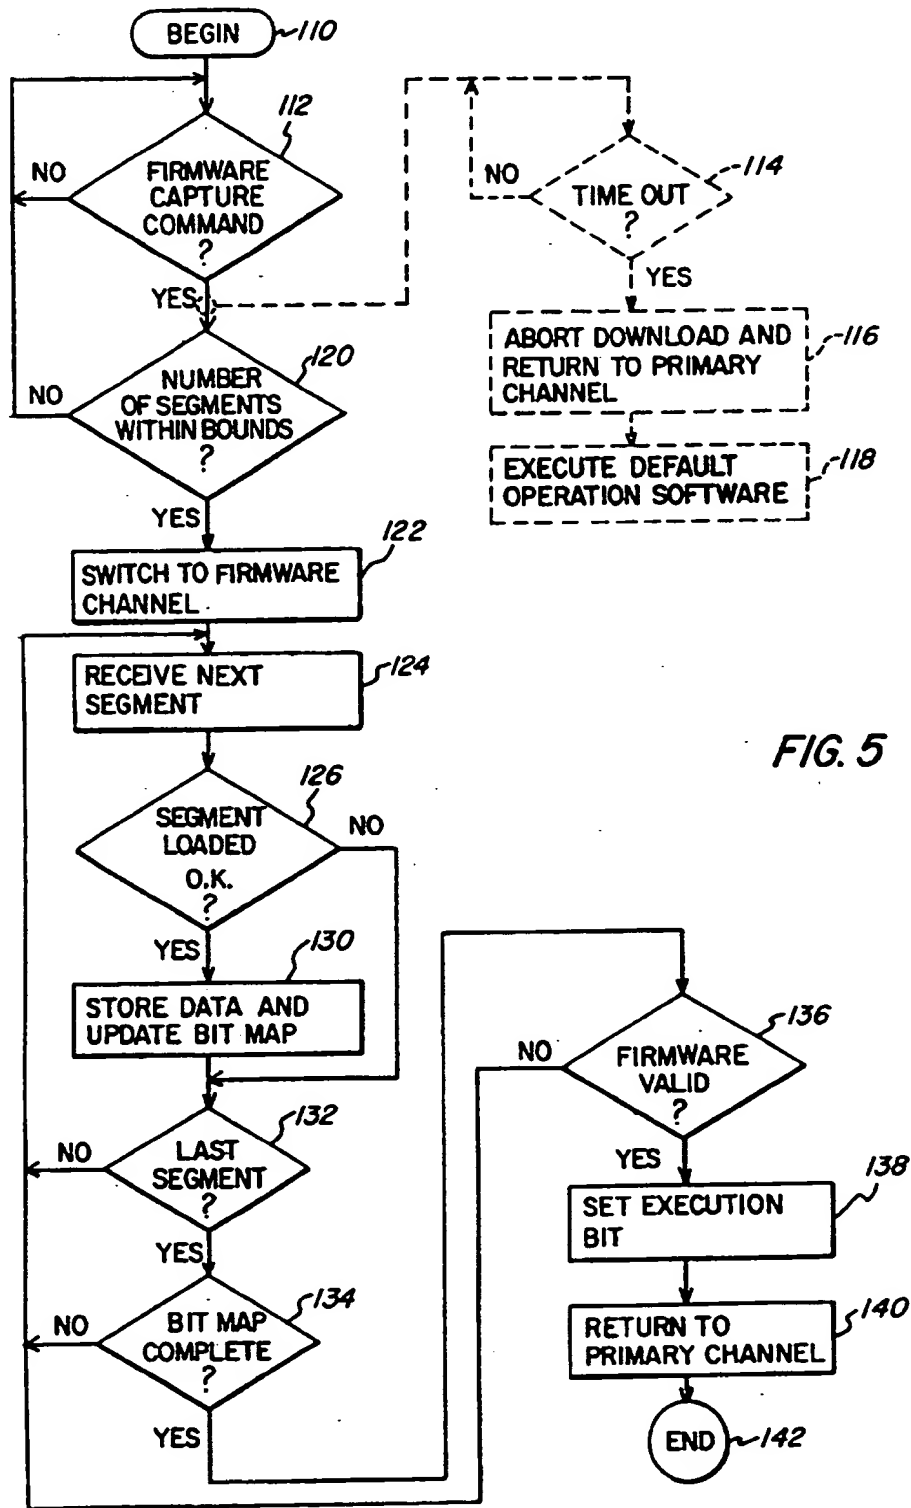 BEGIN
110
112
FIRMWARE
CAPTURE
COMMAND
?
NO
YES
114
TIME OUT
?
NO
YES
ABORT DOWNLOAD AND
RETURN TO PRIMARY
CHANNEL
116
EXECUTE DEFAULT
OPERATION SOFTWARE
118
120
NUMBER
OF SEGMENTS
WITHIN BOUNDS
?
NO
YES
122
SWITCH TO FIRMWARE
CHANNEL
RECEIVE NEXT
SEGMENT
124
FIG. 5
126
SEGMENT
LOADED
O.K.
?
NO
YES
130
STORE DATA AND
UPDATE BIT MAP
132
LAST
SEGMENT
?
NO
YES
134
BIT MAP
COMPLETE
?
NO
YES
136
FIRMWARE
VALID
?
NO
YES
138
SET EXECUTION
BIT
140
RETURN TO
PRIMARY CHANNEL
END
142